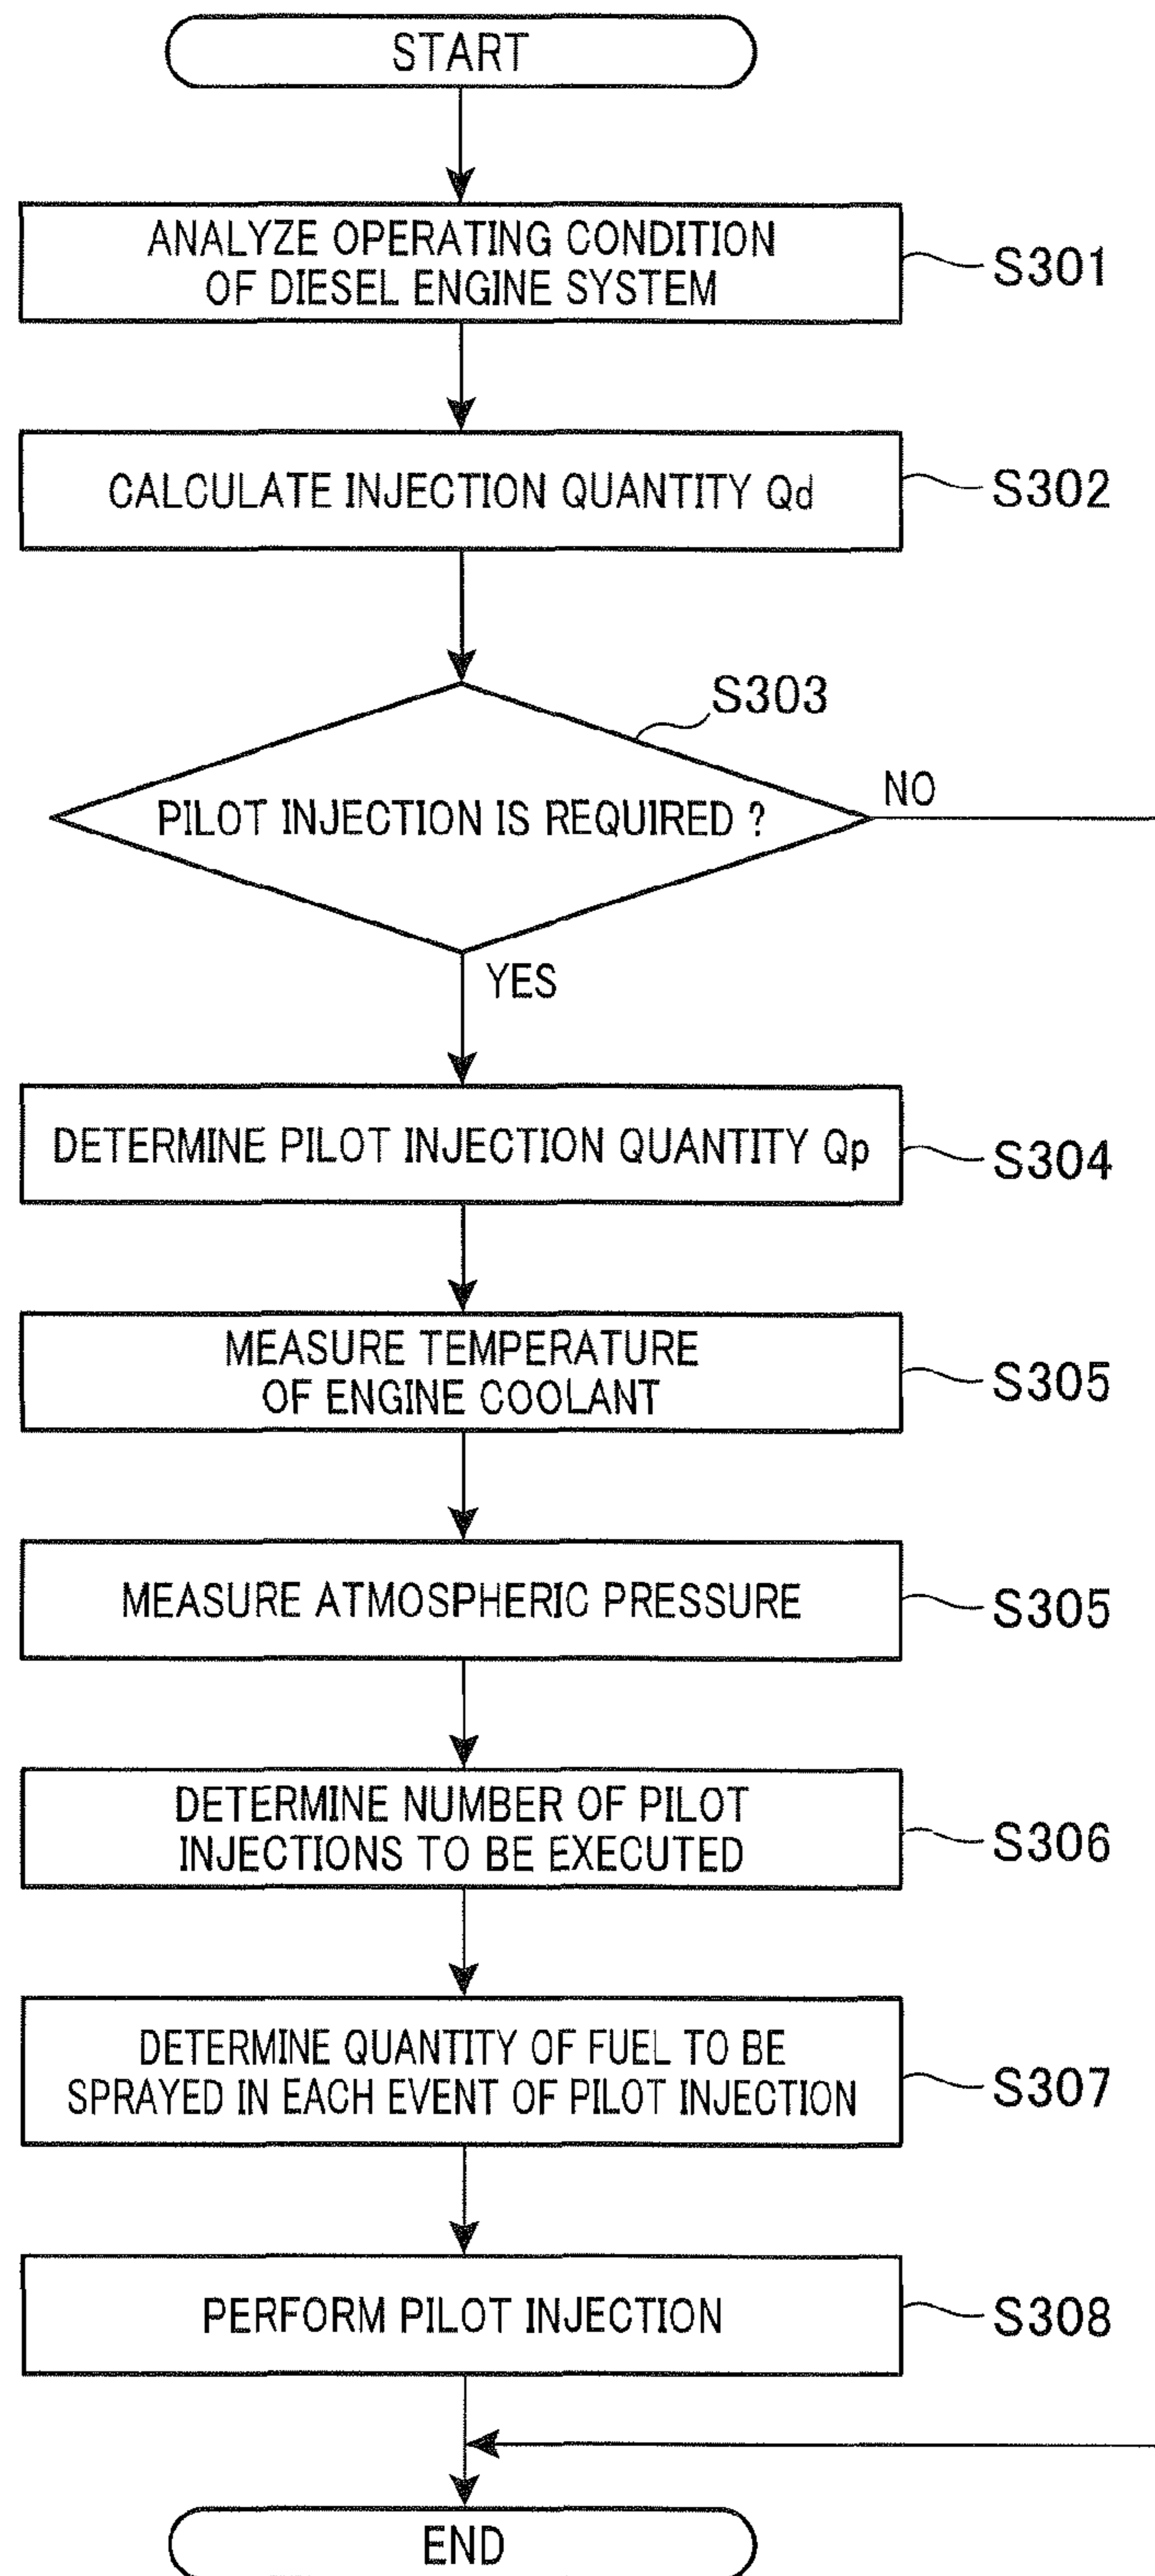 START
ANALYZE OPERATING CONDITION
OF DIESEL ENGINE SYSTEM
S301
CALCULATE INJECTION QUANTITY Qd
S302
S303
PILOT INJECTION IS REQUIRED ?
NO
YES
DETERMINE PILOT INJECTION QUANTITY Qp
S304
MEASURE TEMPERATURE
OF ENGINE COOLANT
S305
MEASURE ATMOSPHERIC PRESSURE
S305
DETERMINE NUMBER OF PILOT
INJECTIONS TO BE EXECUTED
S306
DETERMINE QUANTITY OF FUEL TO BE
SPRAYED IN EACH EVENT OF PILOT INJECTION
S307
PERFORM PILOT INJECTION
S308
END